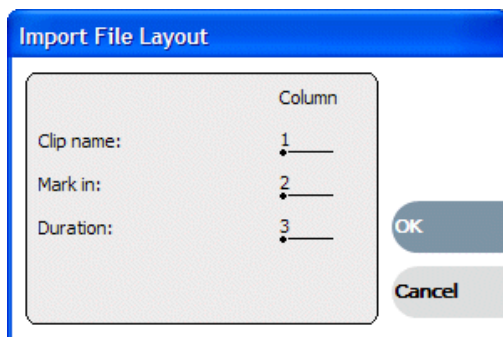 Import File Layout
Column
Clip name: 1
Mark in: 2
Duration: 3
OK
Cancel